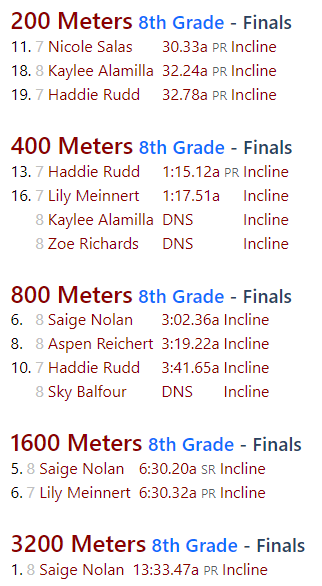 200 Meters 8th Grade - Finals
11. 7 Nicole Salas 30.33a PR Incline
18. 8 Kaylee Alamilla 32.24a PR Incline
19. 7 Haddie Rudd 32.78a PR Incline
400 Meters 8th Grade - Finals
13. 7 Haddie Rudd 1:15.12a PR Incline
16. 7 Lily Meinnert 1:17.51a Incline
8 Kaylee Alamilla DNS Incline
8 Zoe Richards DNS Incline
800 Meters 8th Grade - Finals
6. 8 Saige Nolan 3:02.36a Incline
8. 8 Aspen Reichert 3:19.22a Incline
10. 7 Haddie Rudd 3:41.65a Incline
8 Sky Balfour DNS Incline
1600 Meters 8th Grade - Finals
5. 8 Saige Nolan 6:30.20a SR Incline
6. 7 Lily Meinnert 6:30.32a PR Incline
3200 Meters 8th Grade - Finals
1. 8 Saige Nolan 13:33.47a PR Incline